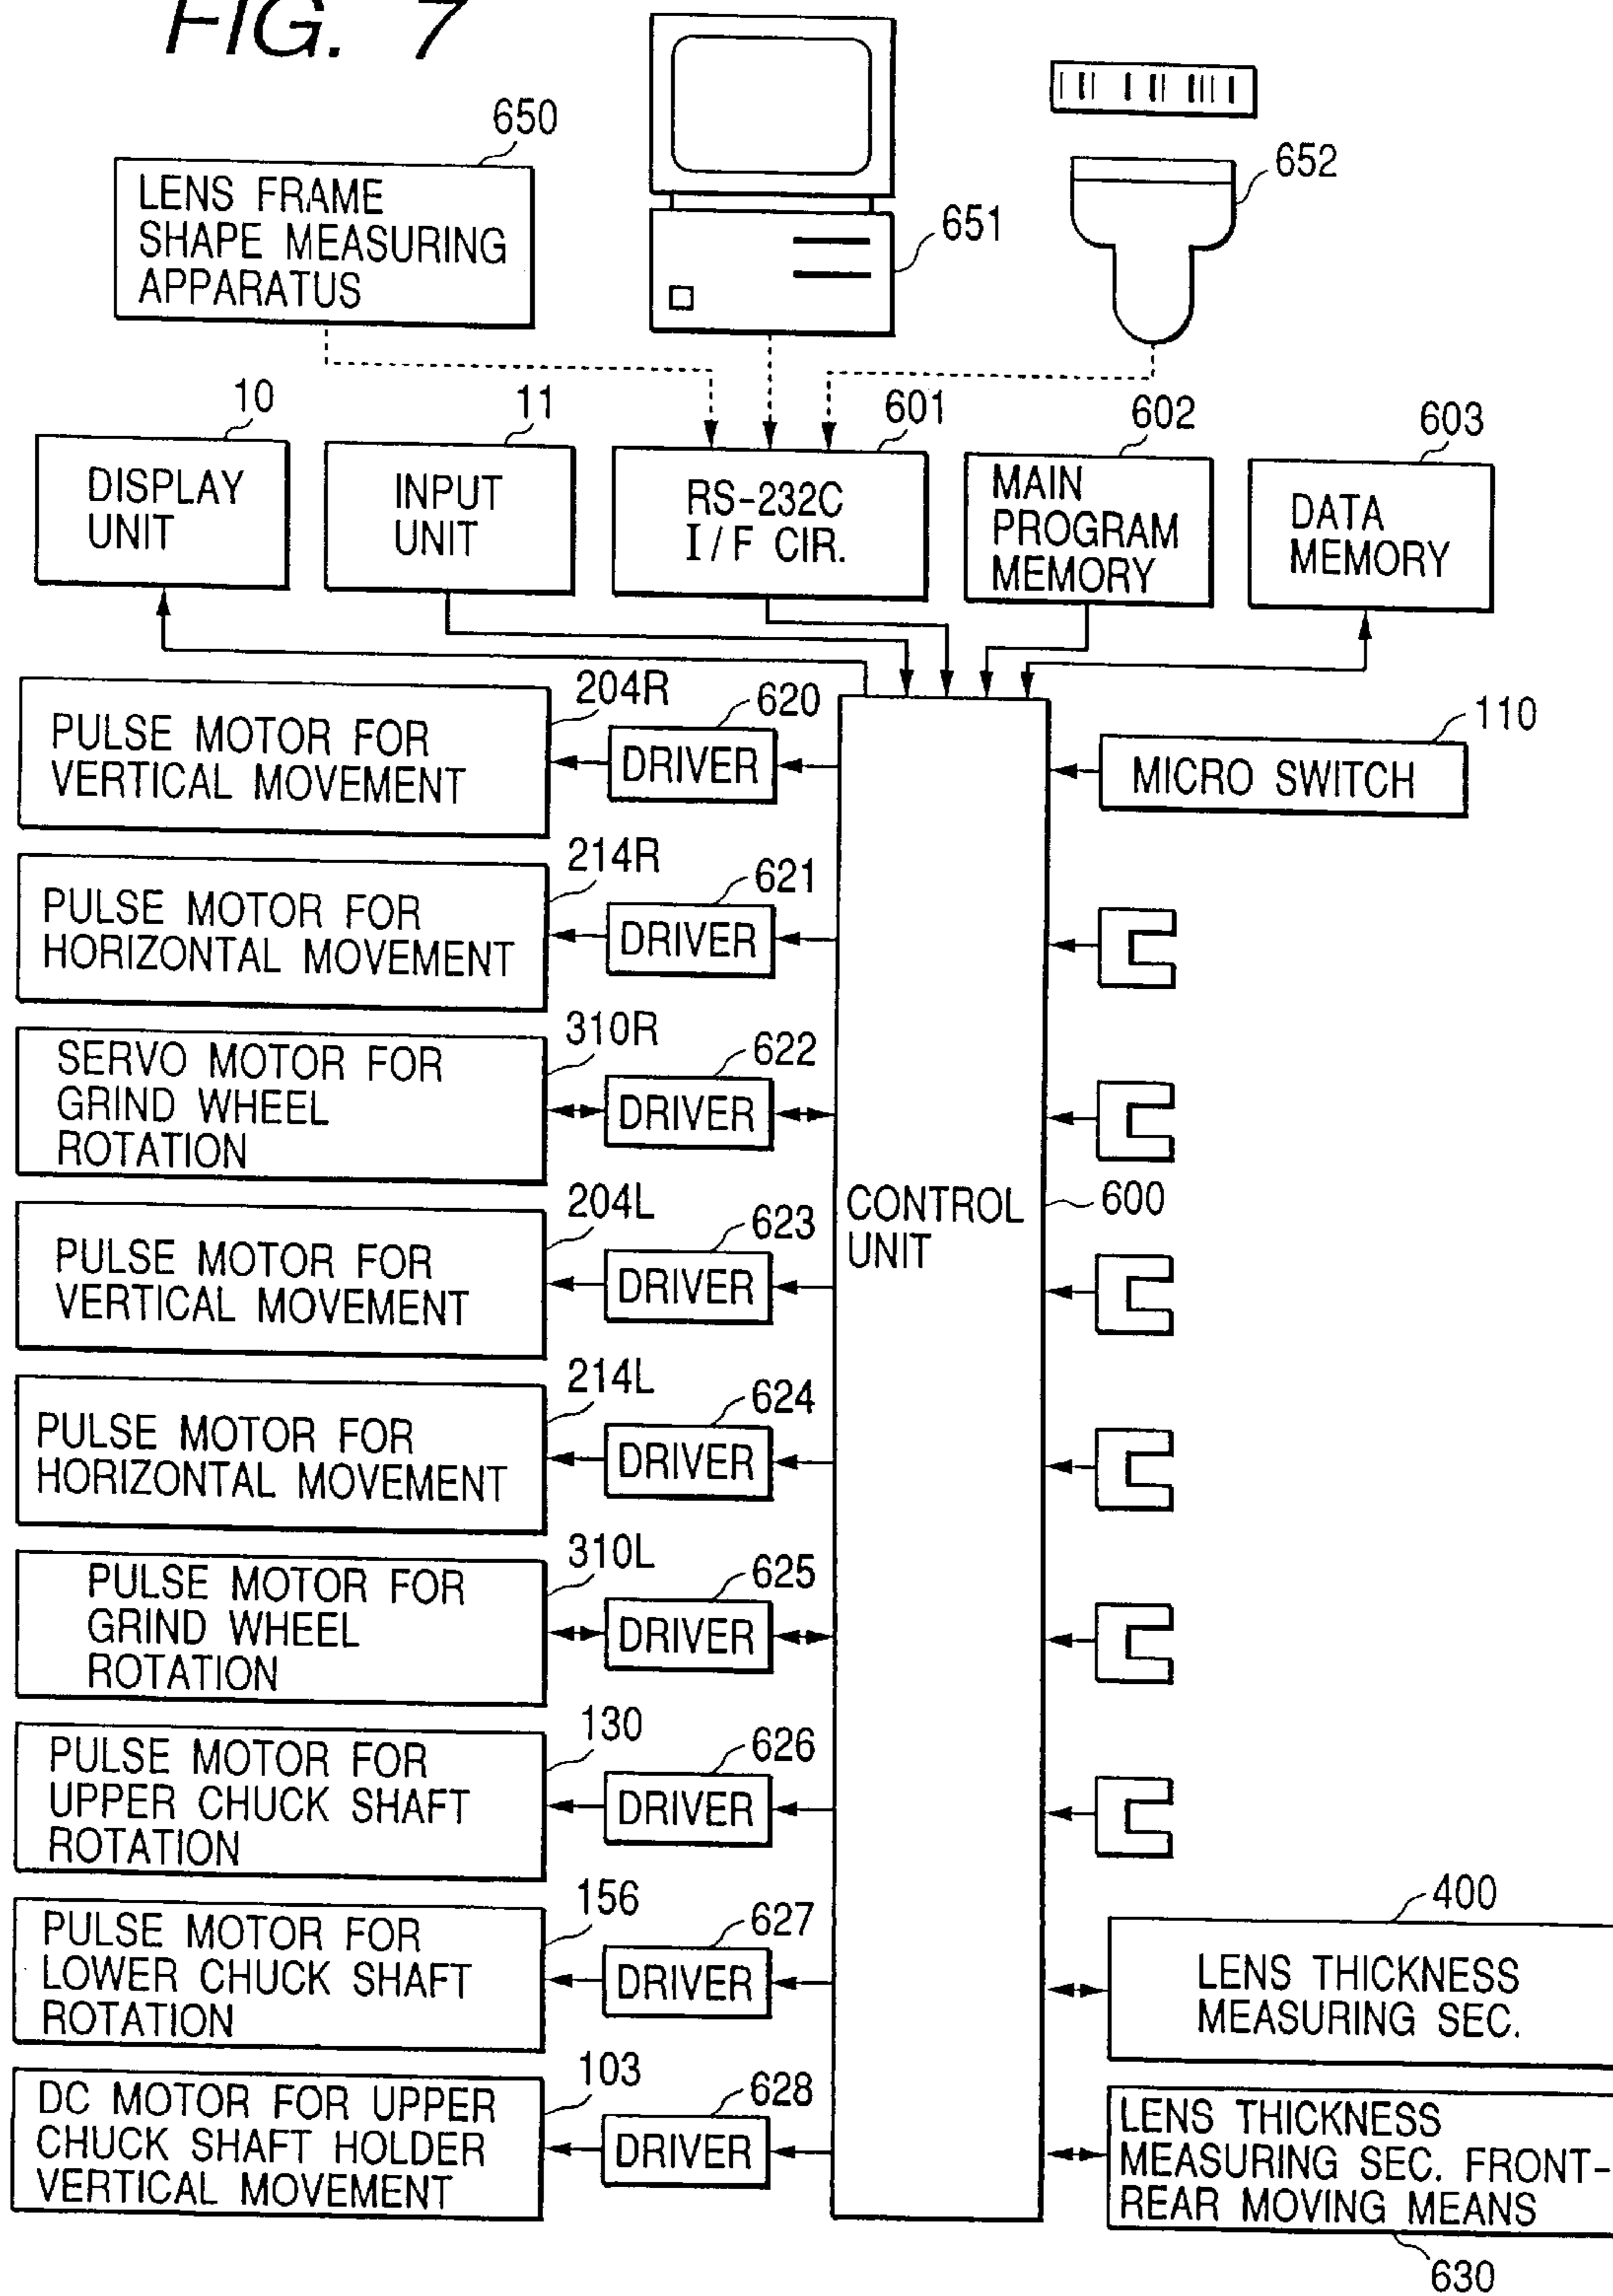 FIG. 7
650
LENS FRAME
SHAPE MEASURING
APPARATUS
651
652
10
DISPLAY
UNIT
11
INPUT
UNIT
601
RS-232C
I/F CIR.
602
MAIN
PROGRAM
MEMORY
603
DATA
MEMORY
204R
PULSE MOTOR FOR
VERTICAL MOVEMENT
620
DRIVER
110
MICRO SWITCH
214R
PULSE MOTOR FOR
HORIZONTAL MOVEMENT
621
DRIVER
310R
SERVO MOTOR FOR
GRIND WHEEL
ROTATION
622
DRIVER
CONTROL
UNIT
600
204L
PULSE MOTOR FOR
VERTICAL MOVEMENT
623
DRIVER
214L
PULSE MOTOR FOR
HORIZONTAL MOVEMENT
624
DRIVER
310L
PULSE MOTOR FOR
GRIND WHEEL
ROTATION
625
DRIVER
130
PULSE MOTOR FOR
UPPER CHUCK SHAFT
ROTATION
626
DRIVER
156
PULSE MOTOR FOR
LOWER CHUCK SHAFT
ROTATION
627
DRIVER
400
LENS THICKNESS
MEASURING SEC.
103
DC MOTOR FOR UPPER
CHUCK SHAFT HOLDER
VERTICAL MOVEMENT
628
DRIVER
LENS THICKNESS
MEASURING SEC. FRONT-
REAR MOVING MEANS
630